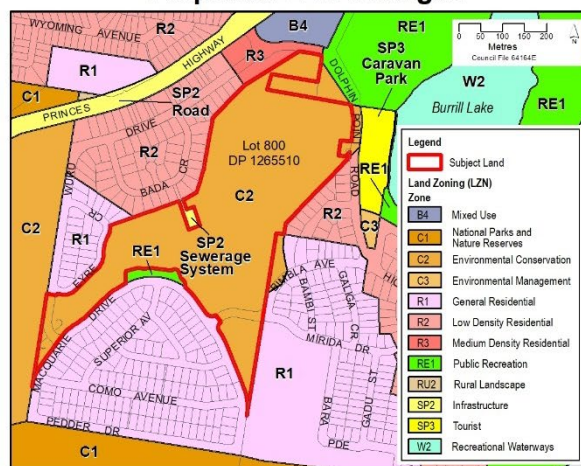 WYOMING AVENUE
R2
B4
RE1
R1
PRINCES HIGHWAY
R3
SP3
Caravan
Park
DOLPHIN POINT ROAD
W2
Burrill Lake
RE1
C1
SP2
Road
DRIVE
R2
BADA CR
Lot 800
DP 1265510
C2
RE1
C2
WURU
R1
CR
EYRE
SP2
Sewerage
System
R2
C3
RE1
MACQUARIE DRIVE
SUPERIOR AV
BIMBLA AVE
BAMBI ST
GALIGA CR
MIRIDA DR
R1
R1
COMO AVENUE
BARA PDE
GADU ST
PEDDER DR
C1
0 50 100 150 200
Metres
Council File 64164E
Legend
Subject Land
Land Zoning (LZN)
Zone
B4 Mixed Use
C1 National Parks and
Nature Reserves
C2 Environmental Conservation
C3 Environmental Management
R1 General Residential
R2 Low Density Residential
R3 Medium Density Residential
RE1 Public Recreation
RU2 Rural Landscape
SP2 Infrastructure
SP3 Tourist
W2 Recreational Waterways